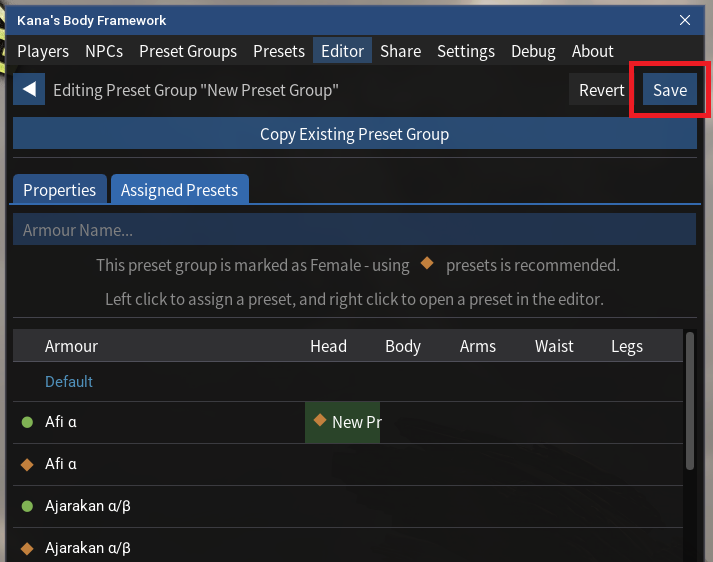 Kana's Body Framework
Players NPCs Preset Groups Presets Editor Share Settings Debug About
Editing Preset Group "New Preset Group" Revert Save
Copy Existing Preset Group
Properties Assigned Presets
Armour Name...
This preset group is marked as Female - using presets is recommended.
Left click to assign a preset, and right click to open a preset in the editor.
Armour Head Body Arms Waist Legs
Default
Afi α New Pr
Afi α
Ajarakan α/β
Ajarakan α/β